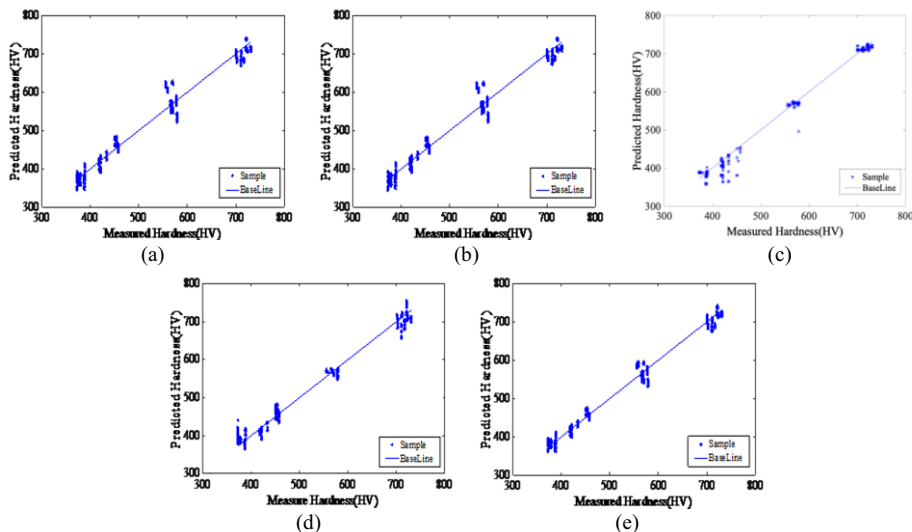 800
700
600
500
400
300
300 400 500 600 700 800
Predicted Hardness(HV)
Measured Hardness(HV)
Sample
BaseLine
(a)
800
700
600
500
400
300
300 400 500 600 700 800
Predicted Hardness(HV)
Measured Hardness(HV)
Sample
BaseLine
(b)
800
700
600
500
400
300
300 400 500 600 700 800
Predicted Hardness(HV)
Measured Hardness(HV)
Sample
BaseLine
(c)
800
700
600
500
400
300
300 400 500 600 700 800
Predicted Hardness(HV)
Measure Hardness(HV)
Sample
BaseLine
(d)
800
700
600
500
400
300
300 400 500 600 700 800
Predicted Hardness(HV)
Measured Hardness(HV)
Sample
BaseLine
(e)